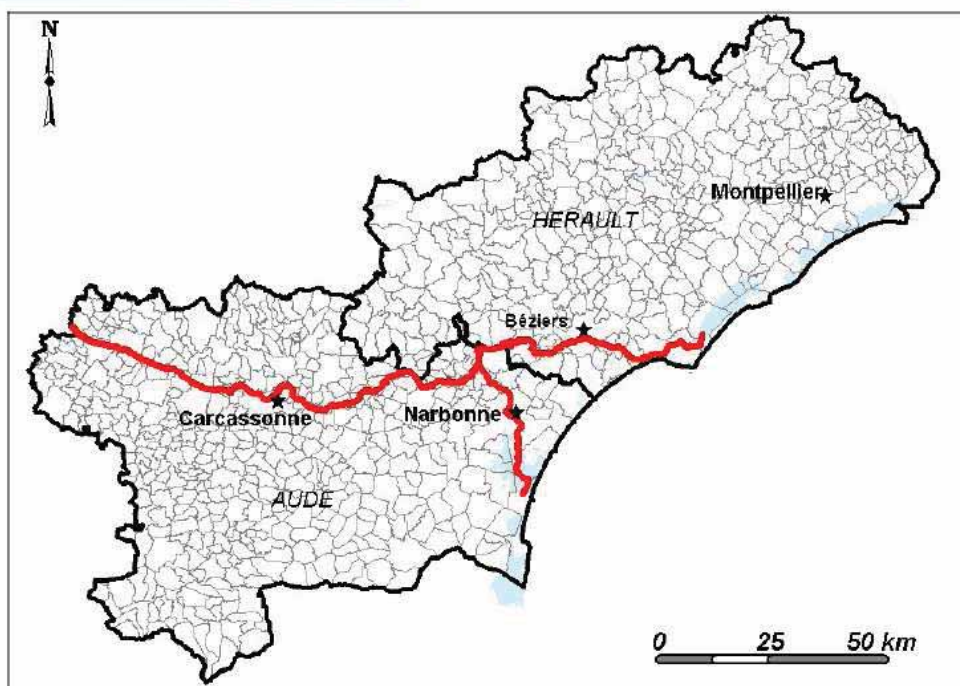 N
Montpellier
HERAULT
Béziers
Carcassonne
Narbonne
AUDE
0 25 50 km